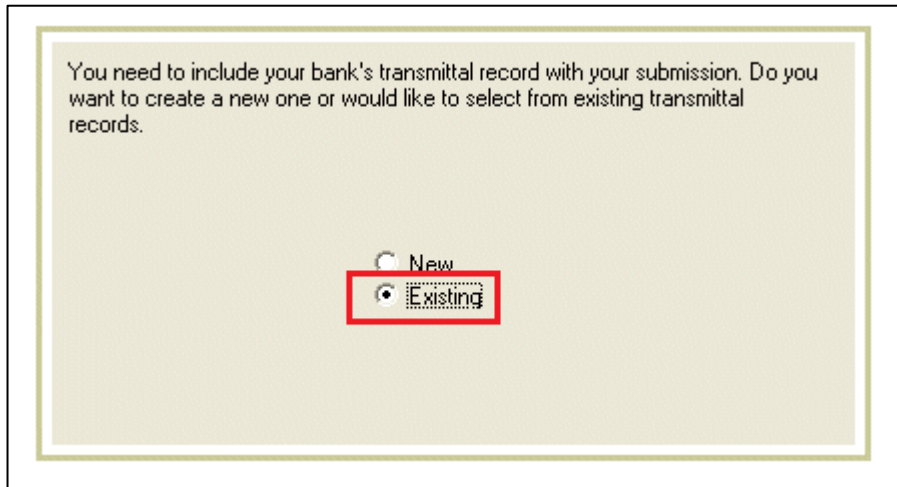 You need to include your bank's transmittal record with your submission. Do you
want to create a new one or would like to select from existing transmittal
records.
New
Existing